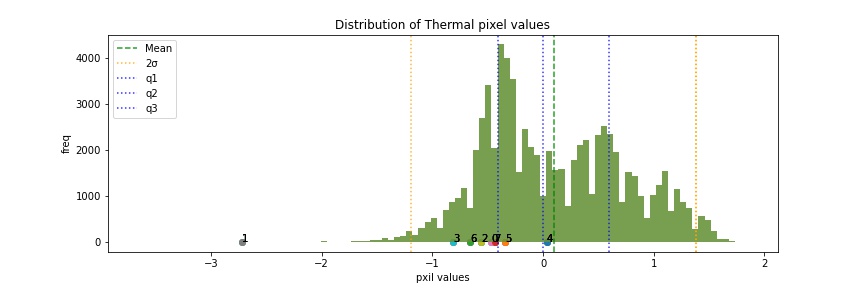 Distribution of Thermal pixel values
Mean
2σ
q1
q2
q3
freq
4000
3000
2000
1000
0
1 3 6 2 0 7 5 4
−3 −2 −1 0 1 2
pxil values